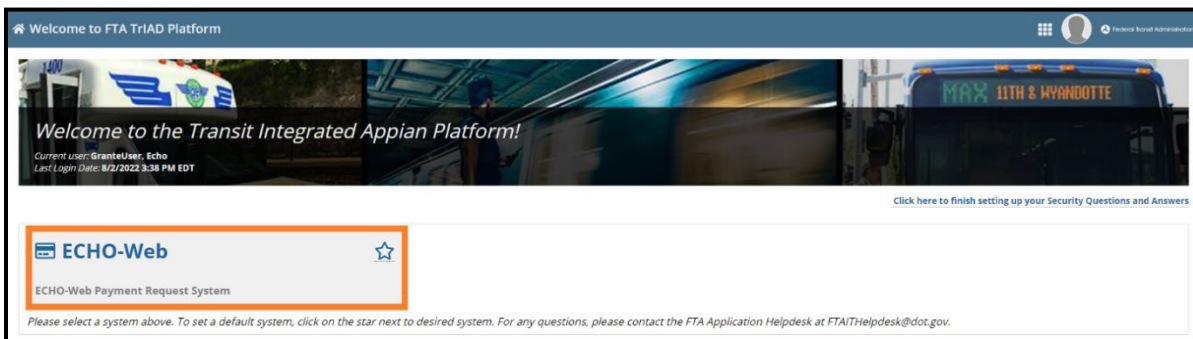 Welcome to FTA TrIAD Platform
Federal Transit Administration
1400
MAX 11TH & WYANDOTTE
Welcome to the Transit Integrated Appian Platform!
Current user: GranteUser, Echo
Last Login Date: 8/2/2022 3:38 PM EDT
Click here to finish setting up your Security Questions and Answers
ECHO-Web
ECHO-Web Payment Request System
Please select a system above. To set a default system, click on the star next to desired system. For any questions, please contact the FTA Application Helpdesk at FTAITHelpdesk@dot.gov.